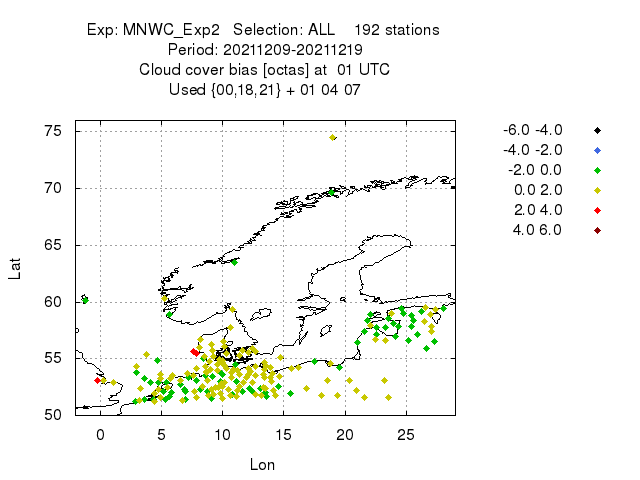 Exp: MNWC_Exp2   Selection: ALL    192 stations
Period: 20211209-20211219
Cloud cover bias [octas] at  01 UTC
Used {00,18,21} + 01 04 07
75
70
65
60
55
50
Lat
0 5 10 15 20 25
Lon
-6.0 -4.0
-4.0 -2.0
-2.0 0.0
0.0 2.0
2.0 4.0
4.0 6.0